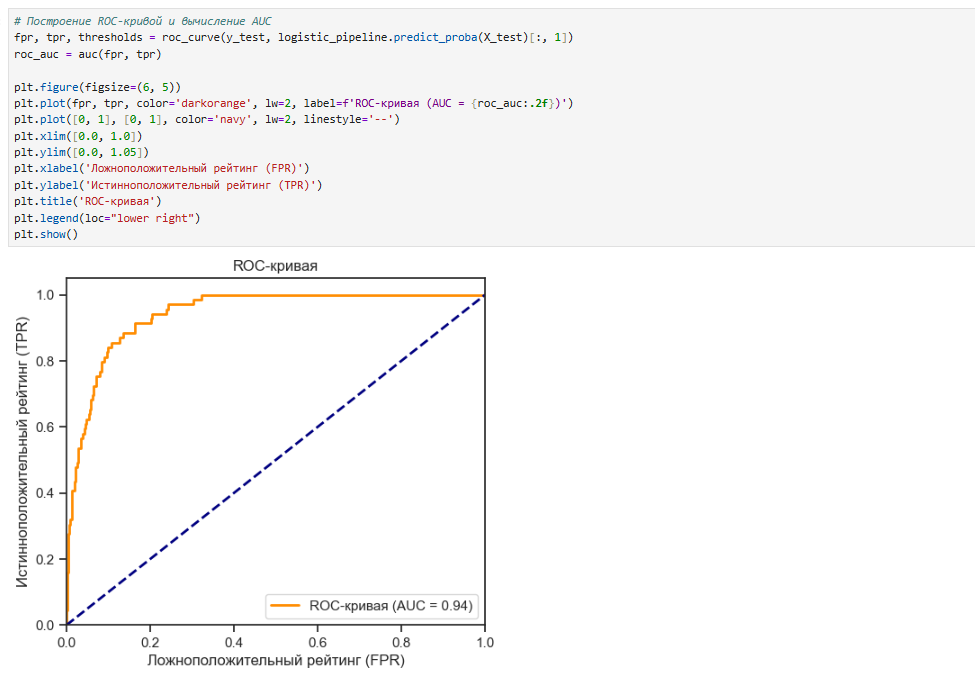 # Построение ROC-кривой и вычисление AUC
fpr, tpr, thresholds = roc_curve(y_test, logistic_pipeline.predict_proba(X_test)[:, 1])
roc_auc = auc(fpr, tpr)
plt.figure(figsize=(6, 5))
plt.plot(fpr, tpr, color='darkorange', lw=2, label=f'ROC-кривая (AUC = {roc_auc:.2f})')
plt.plot([0, 1], [0, 1], color='navy', lw=2, linestyle='--')
plt.xlim([0.0, 1.0])
plt.ylim([0.0, 1.05])
plt.xlabel('Ложноположительный рейтинг (FPR)')
plt.ylabel('Истинноположительный рейтинг (TPR)')
plt.title('ROC-кривая')
plt.legend(loc="lower right")
plt.show()
ROC-кривая
Истинноположительный рейтинг (TPR)
1.0
0.8
0.6
0.4
0.2
0.0
ROC-кривая (AUC = 0.94)
0.0 0.2 0.4 0.6 0.8 1.0
Ложноположительный рейтинг (FPR)